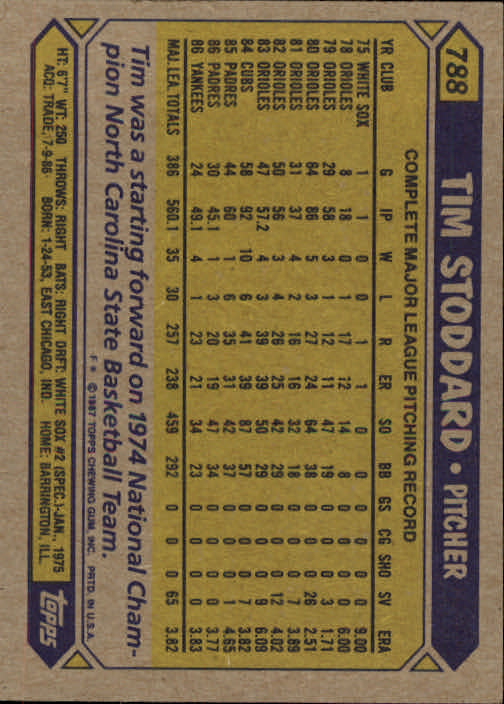 788 TIM STODDARD • PITCHER
COMPLETE MAJOR LEAGUE PITCHING RECORD
YR CLUB G IP W L R ER SO BB GS CG SHO SV ERA
75 WHITE SOX 1 1 0 0 1 1 0 0 0 0 0 0 9.00
78 ORIOLES 8 18 0 1 17 12 14 8 0 0 0 0 6.00
79 ORIOLES 29 58 3 1 12 11 47 19 0 0 0 3 1.71
80 ORIOLES 64 86 5 3 27 24 64 38 0 0 0 26 2.51
81 ORIOLES 31 37 4 2 16 16 32 18 0 0 0 7 3.89
82 ORIOLES 50 56 3 4 26 25 42 29 0 0 0 12 4.02
83 ORIOLES 47 57.2 4 3 39 39 50 29 0 0 0 9 6.09
84 CUBS 58 92 10 6 41 39 87 57 0 0 0 7 3.82
85 PADRES 44 60 1 6 35 31 42 37 0 0 0 1 4.65
86 PADRES 30 45.1 1 3 20 19 47 34 0 0 0 0 3.77
86 YANKEES 24 49.1 4 1 23 21 34 23 0 0 0 0 3.83
MAJ. LEA. TOTALS 386 560.1 35 30 257 238 459 292 0 0 0 65 3.82
Tim was a starting forward on 1974 National Cham-
pion North Carolina State Basketball Team.
F * © 1987 TOPPS CHEWING GUM, INC. PRTD. IN U.S.A.
HT: 6'7" WT: 250 THROWS: RIGHT BATS: RIGHT DRFT: WHITE SOX #2 (SPEC.)-JAN., 1975
ACQ: TRADE, 7-9-86 BORN: 1-24-53, EAST CHICAGO, IND. HOME: BARRINGTON, ILL.
topps